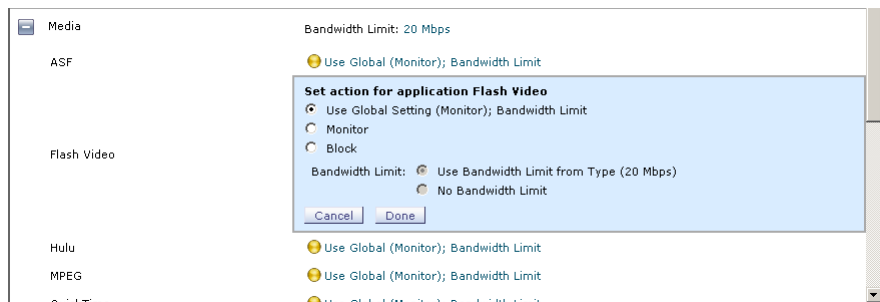 Media Bandwidth Limit: 20 Mbps
ASF Use Global (Monitor); Bandwidth Limit
Set action for application Flash Video
Use Global Setting (Monitor); Bandwidth Limit
Monitor
Block
Flash Video
Bandwidth Limit: Use Bandwidth Limit from Type (20 Mbps)
No Bandwidth Limit
Cancel Done
Hulu Use Global (Monitor); Bandwidth Limit
MPEG Use Global (Monitor); Bandwidth Limit